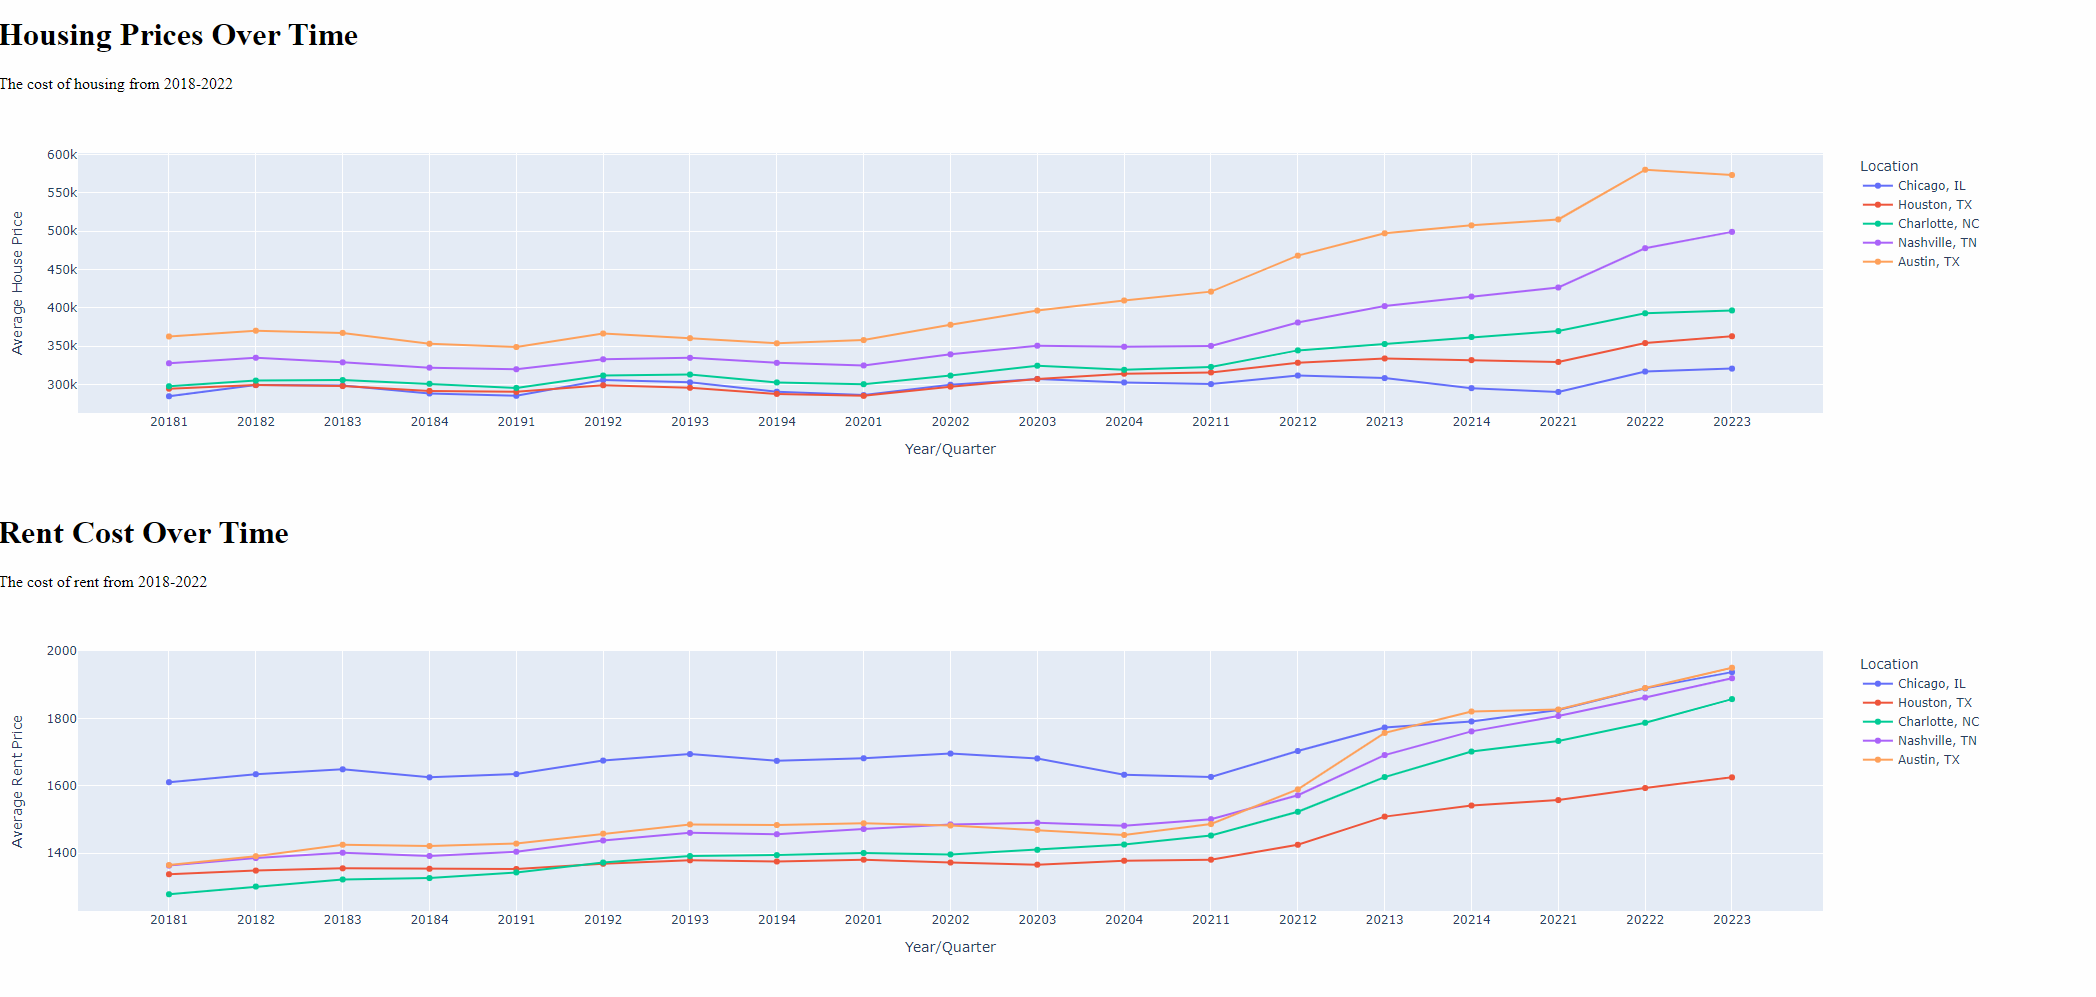 Housing Prices Over Time
The cost of housing from 2018-2022
600k
550k
500k
450k
400k
350k
300k
Average House Price
20181 20182 20183 20184 20191 20192 20193 20194 20201 20202 20203 20204 20211 20212 20213 20214 20221 20222 20223
Year/Quarter
Location
Chicago, IL
Houston, TX
Charlotte, NC
Nashville, TN
Austin, TX
Rent Cost Over Time
The cost of rent from 2018-2022
2000
1800
1600
1400
Average Rent Price
20181 20182 20183 20184 20191 20192 20193 20194 20201 20202 20203 20204 20211 20212 20213 20214 20221 20222 20223
Year/Quarter
Location
Chicago, IL
Houston, TX
Charlotte, NC
Nashville, TN
Austin, TX